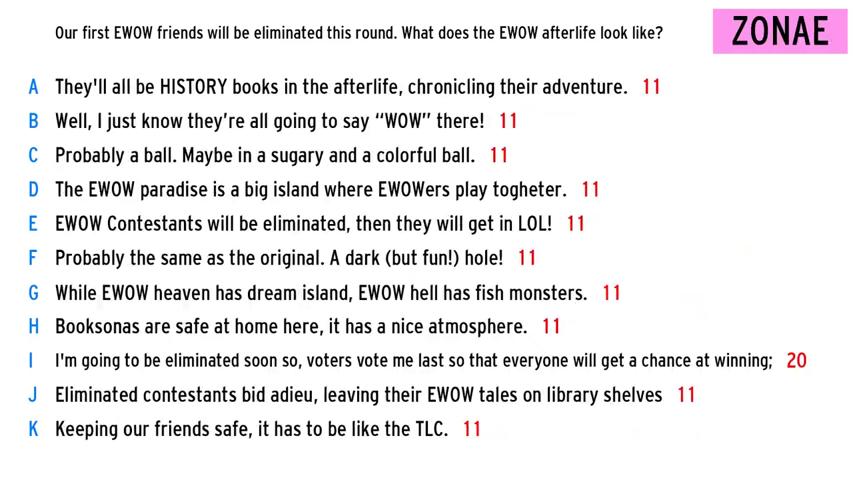 Our first EWOW friends will be eliminated this round. What does the EWOW afterlife look like?
ZONAE
A They'll all be HISTORY books in the afterlife, chronicling their adventure. 11
B Well, I just know they’re all going to say “WOW” there! 11
C Probably a ball. Maybe in a sugary and a colorful ball. 11
D The EWOW paradise is a big island where EWOWers play togheter. 11
E EWOW Contestants will be eliminated, then they will get in LOL! 11
F Probably the same as the original. A dark (but fun!) hole! 11
G While EWOW heaven has dream island, EWOW hell has fish monsters. 11
H Booksonas are safe at home here, it has a nice atmosphere. 11
I I'm going to be eliminated soon so, voters vote me last so that everyone will get a chance at winning; 20
J Eliminated contestants bid adieu, leaving their EWOW tales on library shelves 11
K Keeping our friends safe, it has to be like the TLC. 11